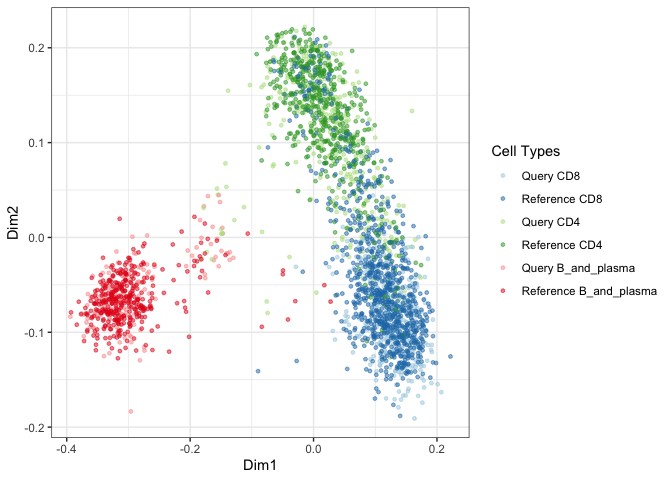 0.2
0.1
0.0
-0.1
-0.2
Dim2
-0.4
-0.2
0.0
0.2
Dim1
Cell Types
Query CD8
Reference CD8
Query CD4
Reference CD4
Query B_and_plasma
Reference B_and_plasma